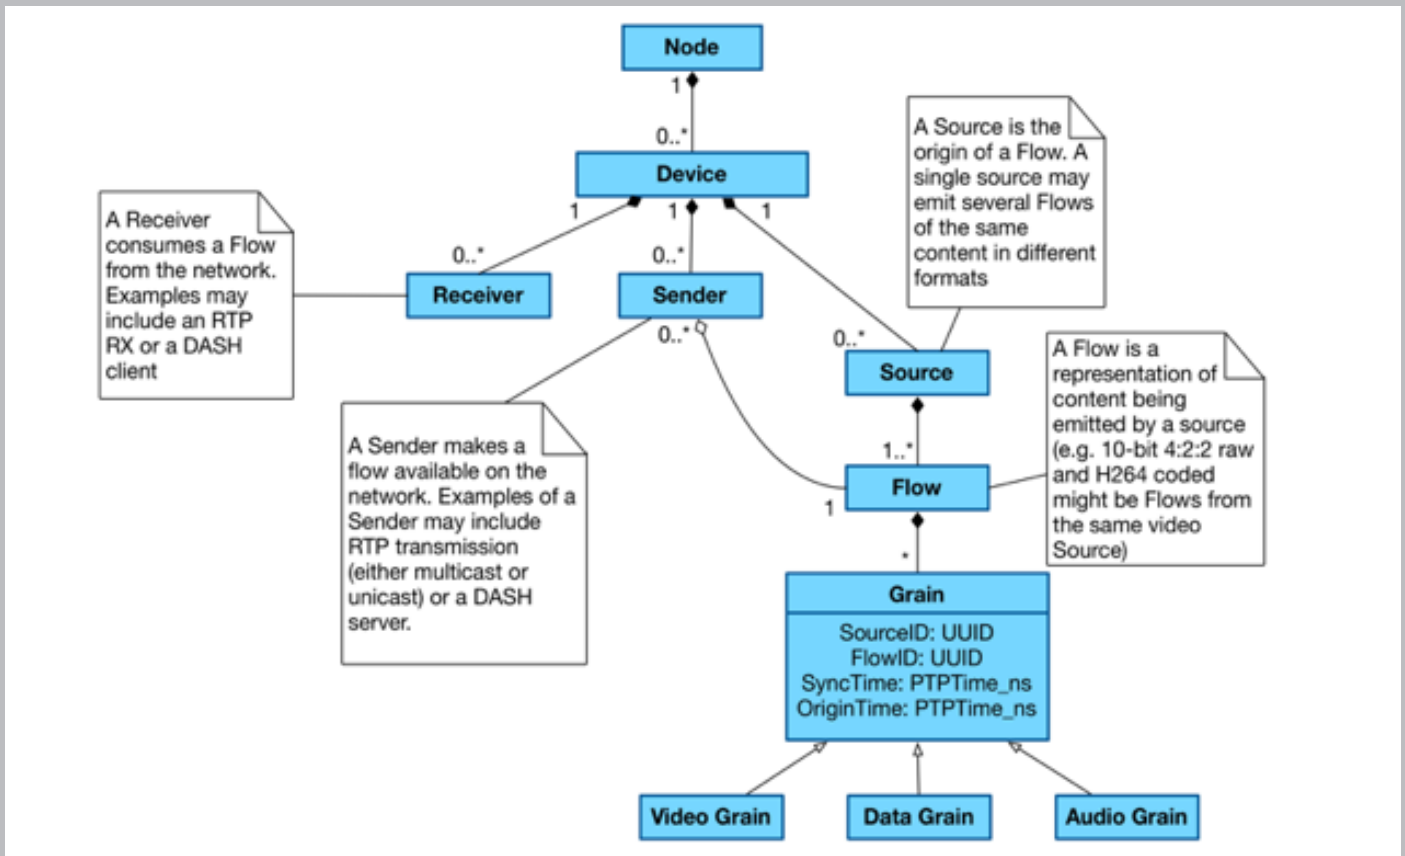 Node
1
0..*
Device
1
1
1
0..*
0..*
0..*
Receiver
Sender
Source
A Receiver
consumes a Flow
from the network.
Examples may
include an RTP
RX or a DASH
client
A Source is the
origin of a Flow. A
single source may
emit several Flows
of the same
content in different
formats
0..*
1
1..*
Flow
A Sender makes a
flow available on the
network. Examples of a
Sender may include
RTP transmission
(either multicast or
unicast) or a DASH
server.
A Flow is a
representation of
content being
emitted by a source
(e.g. 10-bit 4:2:2 raw
and H264 coded
might be Flows from
the same video
Source)
*
Grain
SourceID: UUID
FlowID: UUID
SyncTime: PTPTime_ns
OriginTime: PTPTime_ns
Video Grain
Data Grain
Audio Grain